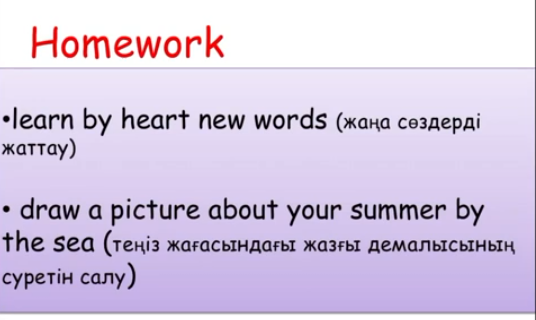 Homework
•learn by heart new words (жаңа сөздерді
жаттау)
• draw a picture about your summer by
the sea (теңіз жағасындағы жазғы демалысының
суретін салу)